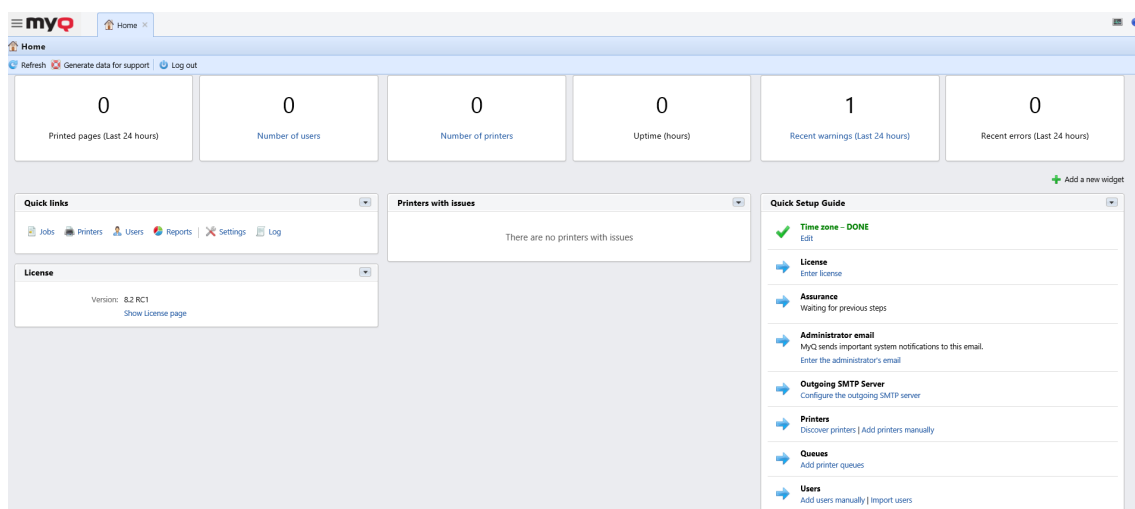 myQ
Home
Home
Refresh Generate data for support Log out
0
Printed pages (Last 24 hours)
0
Number of users
0
Number of printers
0
Uptime (hours)
1
Recent warnings (Last 24 hours)
0
Recent errors (Last 24 hours)
Add a new widget
Quick links
Jobs Printers Users Reports | Settings Log
License
Version: 8.2 RC1
Show License page
Printers with issues
There are no printers with issues
Quick Setup Guide
Time zone – DONE
Edit
License
Enter license
Assurance
Waiting for previous steps
Administrator email
MyQ sends important system notifications to this email.
Enter the administrator's email
Outgoing SMTP Server
Configure the outgoing SMTP server
Printers
Discover printers | Add printers manually
Queues
Add printer queues
Users
Add users manually | Import users